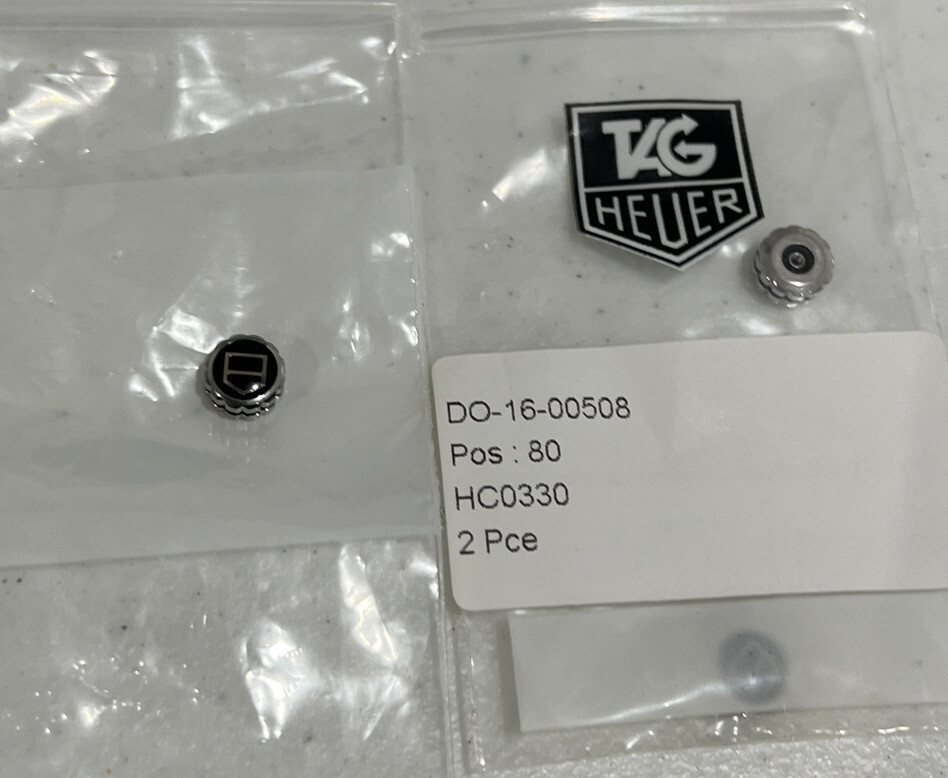 TAG
HEUER
DO-16-00508
Pos : 80
HC0330
2 Pce